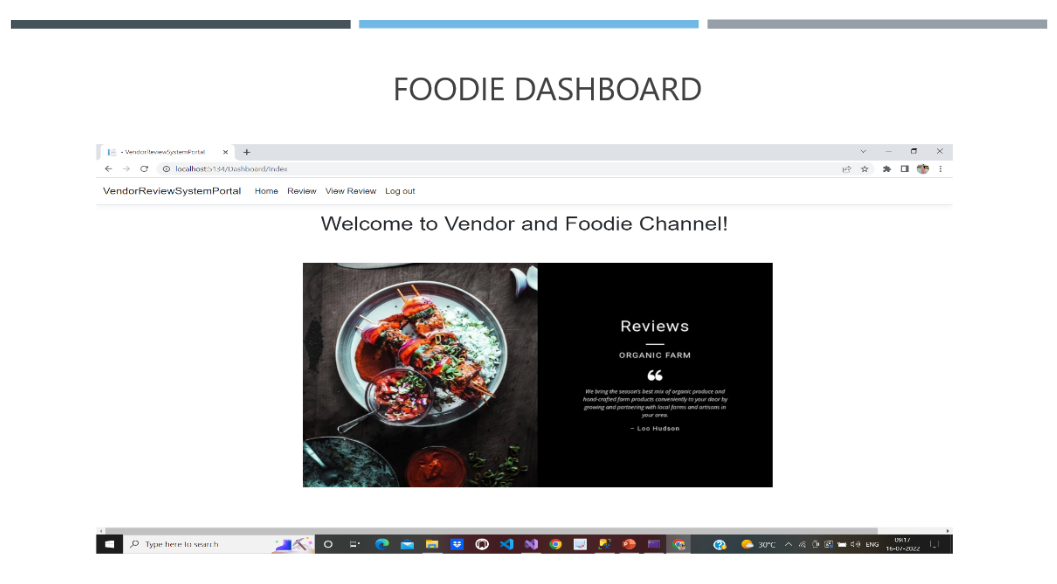 FOODIE DASHBOARD
- VendorReviewSystemPortal
localhost:5134/Dashboard/Index
VendorReviewSystemPortal Home Review View Review Log out
Welcome to Vendor and Foodie Channel!
Reviews
ORGANIC FARM
We bring the season's best mix of organic produce and
hand-crafted farm products conveniently to your door by
growing and partnering with local farms and artisans in
your area.
– Loo Hudson
Type here to search
30°C ENG
09:17
16-07-2022